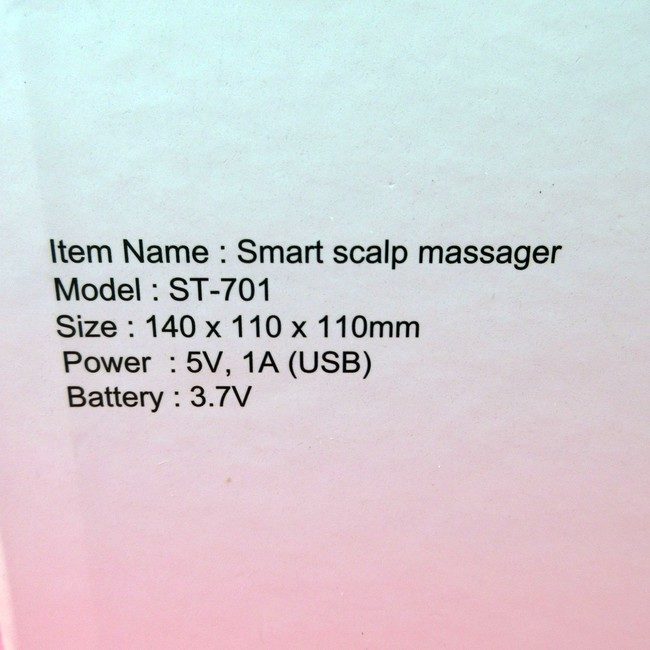 Item Name : Smart scalp massager
Model : ST-701
Size : 140 x 110 x 110mm
Power : 5V, 1A (USB)
Battery : 3.7V